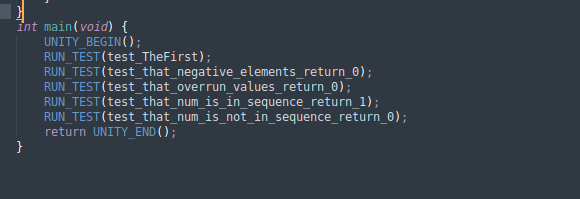 }
int main(void) {
    UNITY_BEGIN();
    RUN_TEST(test_TheFirst);
    RUN_TEST(test_that_negative_elements_return_0);
    RUN_TEST(test_that_overrun_values_return_0);
    RUN_TEST(test_that_num_is_in_sequence_return_1);
    RUN_TEST(test_that_num_is_not_in_sequence_return_0);
    return UNITY_END();
}